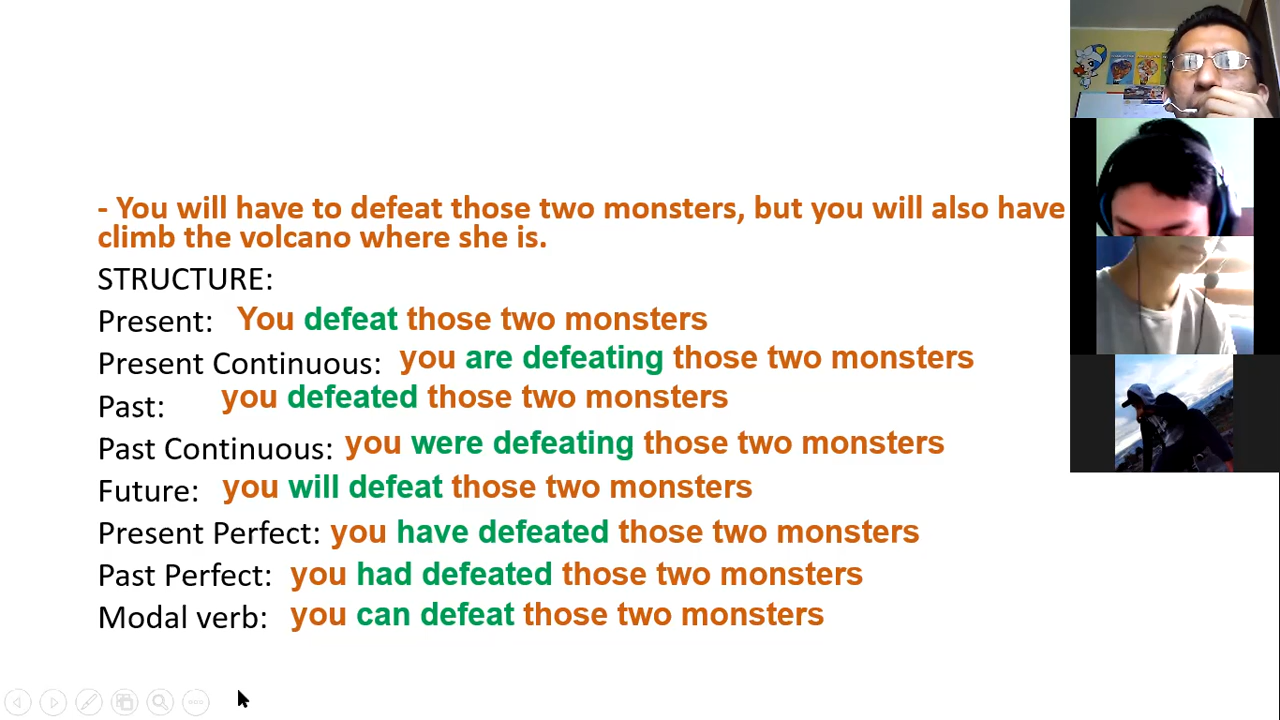 - You will have to defeat those two monsters, but you will also have
climb the volcano where she is.
STRUCTURE:
Present: You defeat those two monsters
Present Continuous: you are defeating those two monsters
Past: you defeated those two monsters
Past Continuous: you were defeating those two monsters
Future: you will defeat those two monsters
Present Perfect: you have defeated those two monsters
Past Perfect: you had defeated those two monsters
Modal verb: you can defeat those two monsters